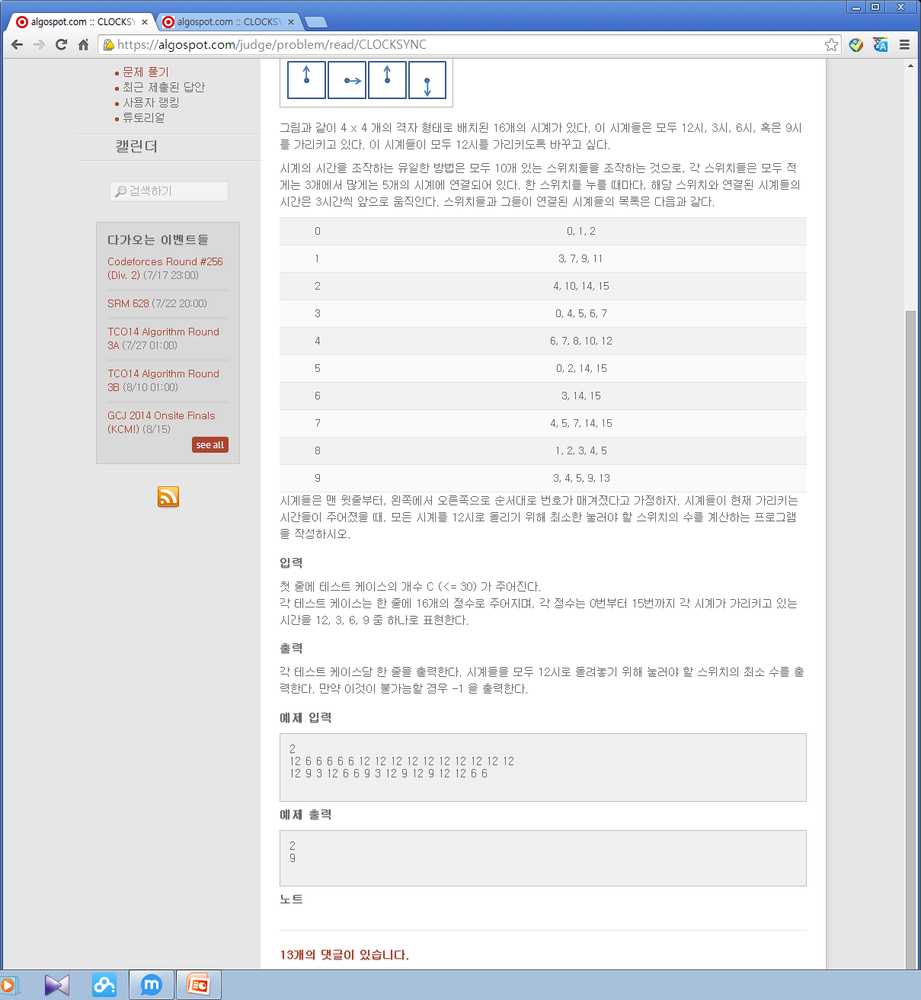 algospot.com :: CLOCKSY
algospot.com :: CLOCKSY
https://algospot.com/judge/problem/read/CLOCKSYNC
문제 풀기
최근 제출된 답안
사용자 랭킹
튜토리얼
캘린더
검색하기
다가오는 이벤트들
Codeforces Round #256
(Div. 2) (7/17 23:00)
SRM 628 (7/22 20:00)
TCO14 Algorithm Round
3A (7/27 01:00)
TCO14 Algorithm Round
3B (8/10 01:00)
GCJ 2014 Onsite Finals
(KCM!) (8/15)
see all
그림과 같이 4 x 4 개의 격자 형태로 배치된 16개의 시계가 있다. 이 시계들은 모두 12시, 3시, 6시, 혹은 9시
를 가리키고 있다. 이 시계들이 모두 12시를 가리키도록 바꾸고 싶다.
시계의 시간을 조작하는 유일한 방법은 모두 10개 있는 스위치들을 조작하는 것으로, 각 스위치들은 모두 적
게는 3개에서 많게는 5개의 시계에 연결되어 있다. 한 스위치를 누를 때마다, 해당 스위치와 연결된 시계들의
시간은 3시간씩 앞으로 움직인다. 스위치들과 그들이 연결된 시계들의 목록은 다음과 같다.
0 0, 1, 2
1 3, 7, 9, 11
2 4, 10, 14, 15
3 0, 4, 5, 6, 7
4 6, 7, 8, 10, 12
5 0, 2, 14, 15
6 3, 14, 15
7 4, 5, 7, 14, 15
8 1, 2, 3, 4, 5
9 3, 4, 5, 9, 13
시계들은 맨 윗줄부터, 왼쪽에서 오른쪽으로 순서대로 번호가 매겨졌다고 가정하자. 시계들이 현재 가리키는
시간들이 주어졌을 때, 모든 시계를 12시로 돌리기 위해 최소한 눌러야 할 스위치의 수를 계산하는 프로그램
을 작성하시오.
입력
첫 줄에 테스트 케이스의 개수 C (<= 30) 가 주어진다.
각 테스트 케이스는 한 줄에 16개의 정수로 주어지며, 각 정수는 0번부터 15번까지 각 시계가 가리키고 있는
시간을 12, 3, 6, 9 중 하나로 표현한다.
출력
각 테스트 케이스당 한 줄을 출력한다. 시계들을 모두 12시로 돌려놓기 위해 눌러야 할 스위치의 최소 수를 출
력한다. 만약 이것이 불가능할 경우 -1 을 출력한다.
예제 입력
2
12 6 6 6 6 6 12 12 12 12 12 12 12 12 12 12
12 9 3 12 6 6 9 3 12 9 12 9 12 12 6 6
예제 출력
2
9
노트
13개의 댓글이 있습니다.
m